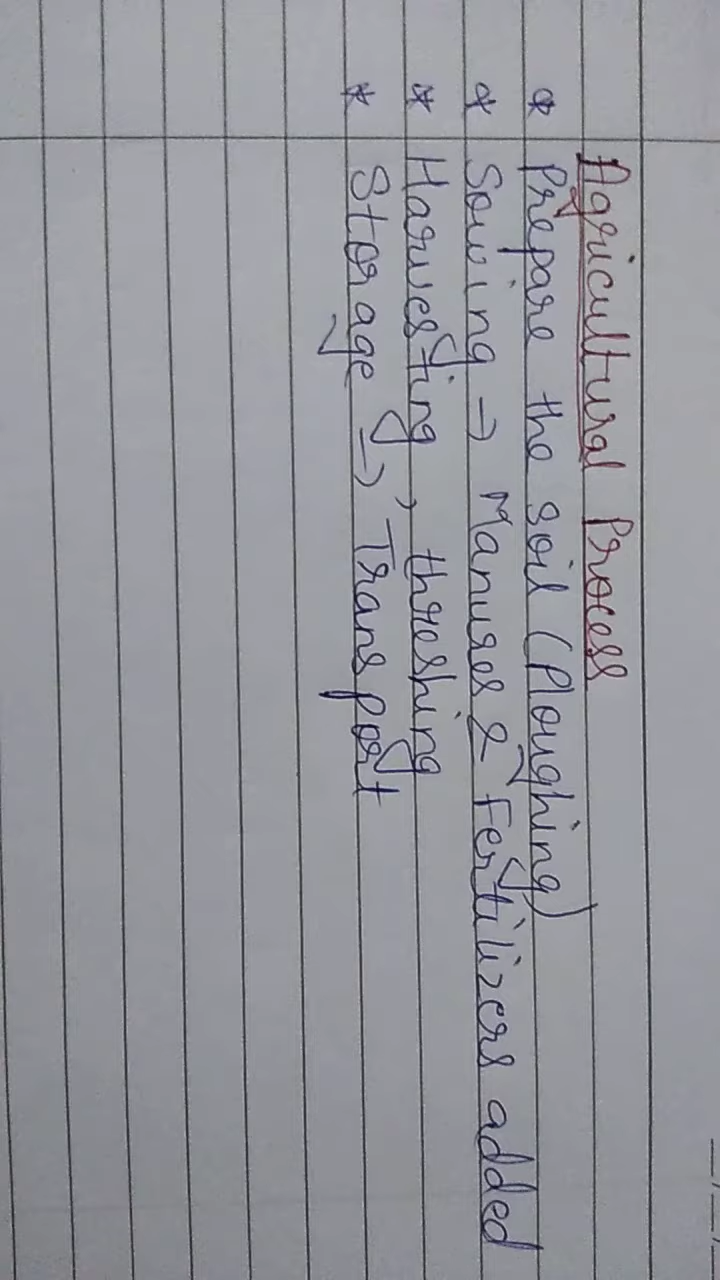 Agricultural Process
* Prepare the soil (Ploughing)
* Sowing → Manures & Fertilizers added
* Harvesting, threshing
* Storage → Transport